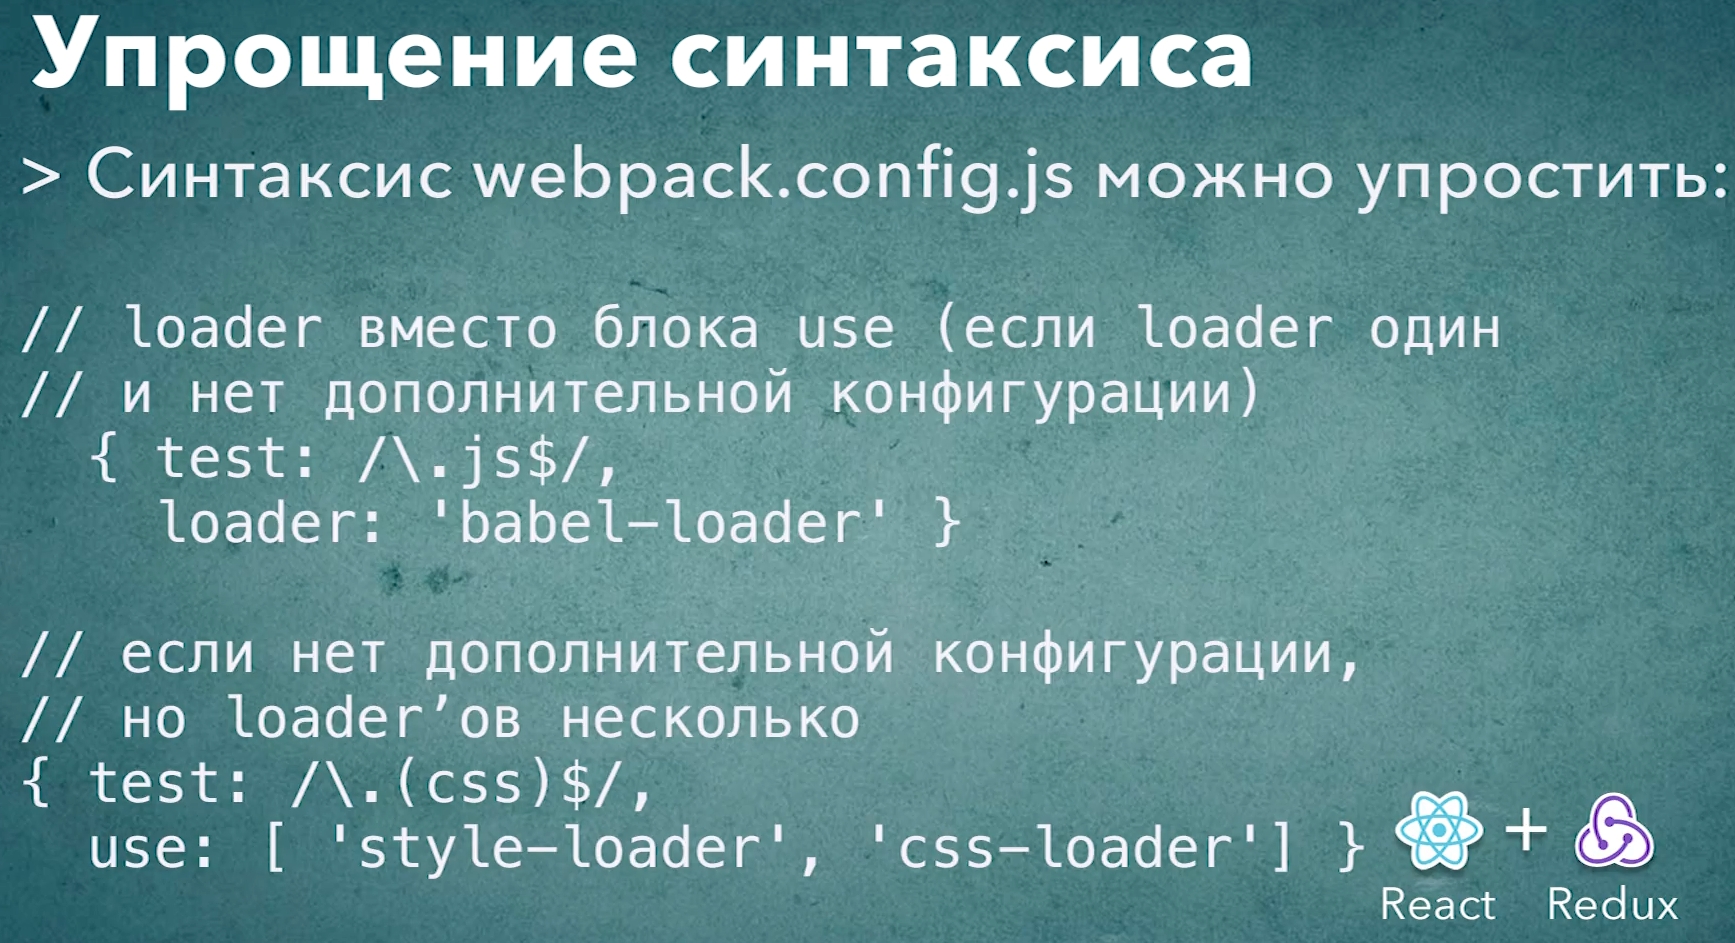 Упрощение синтаксиса
> Синтаксис webpack.config.js можно упростить:
// loader вместо блока use (если loader один
// и нет дополнительной конфигурации)
{ test: /\.js$/,
loader: 'babel-loader' }
// если нет дополнительной конфигурации,
// но loader’ов несколько
{ test: /\.(css)$/,
use: [ 'style-loader', 'css-loader'] }
+
React Redux